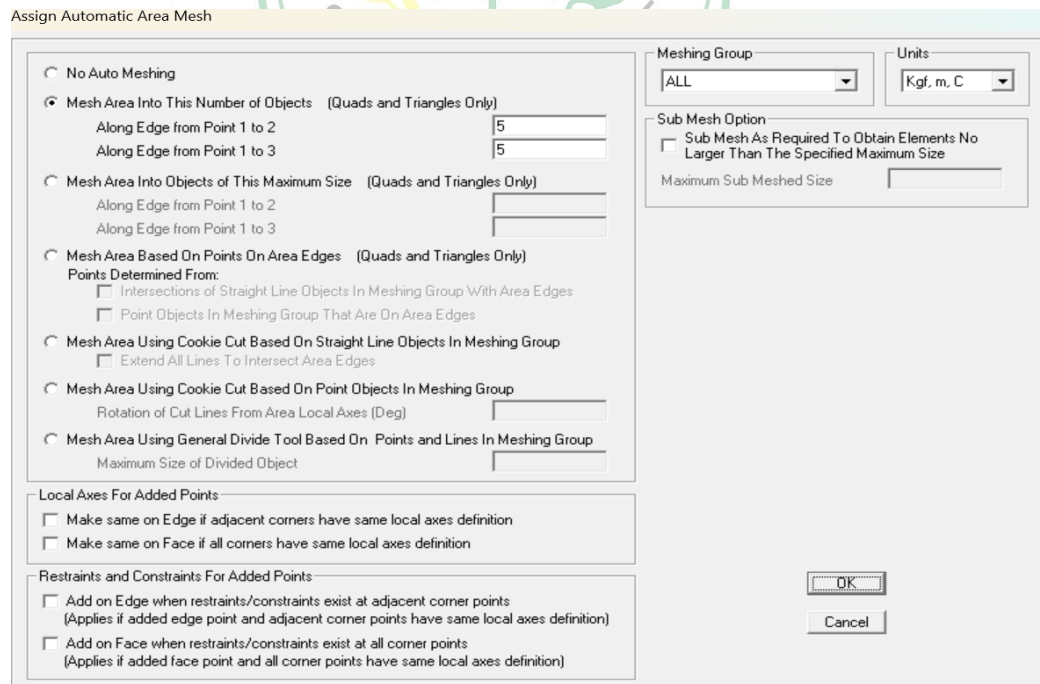 Assign Automatic Area Mesh
No Auto Meshing
Mesh Area Into This Number of Objects (Quads and Triangles Only)
Along Edge from Point 1 to 2 5
Along Edge from Point 1 to 3 5
Mesh Area Into Objects of This Maximum Size (Quads and Triangles Only)
Along Edge from Point 1 to 2
Along Edge from Point 1 to 3
Mesh Area Based On Points On Area Edges (Quads and Triangles Only)
Points Determined From:
Intersections of Straight Line Objects In Meshing Group With Area Edges
Point Objects In Meshing Group That Are On Area Edges
Mesh Area Using Cookie Cut Based On Straight Line Objects In Meshing Group
Extend All Lines To Intersect Area Edges
Mesh Area Using Cookie Cut Based On Point Objects In Meshing Group
Rotation of Cut Lines From Area Local Axes (Deg)
Mesh Area Using General Divide Tool Based On Points and Lines In Meshing Group
Maximum Size of Divided Object
Local Axes For Added Points
Make same on Edge if adjacent corners have same local axes definition
Make same on Face if all corners have same local axes definition
Restraints and Constraints For Added Points
Add on Edge when restraints/constraints exist at adjacent corner points
(Applies if added edge point and adjacent corner points have same local axes definition)
Add on Face when restraints/constraints exist at all corner points
(Applies if added face point and all corner points have same local axes definition)
Meshing Group
ALL
Units
Kgf, m, C
Sub Mesh Option
Sub Mesh As Required To Obtain Elements No
Larger Than The Specified Maximum Size
Maximum Sub Meshed Size
OK
Cancel